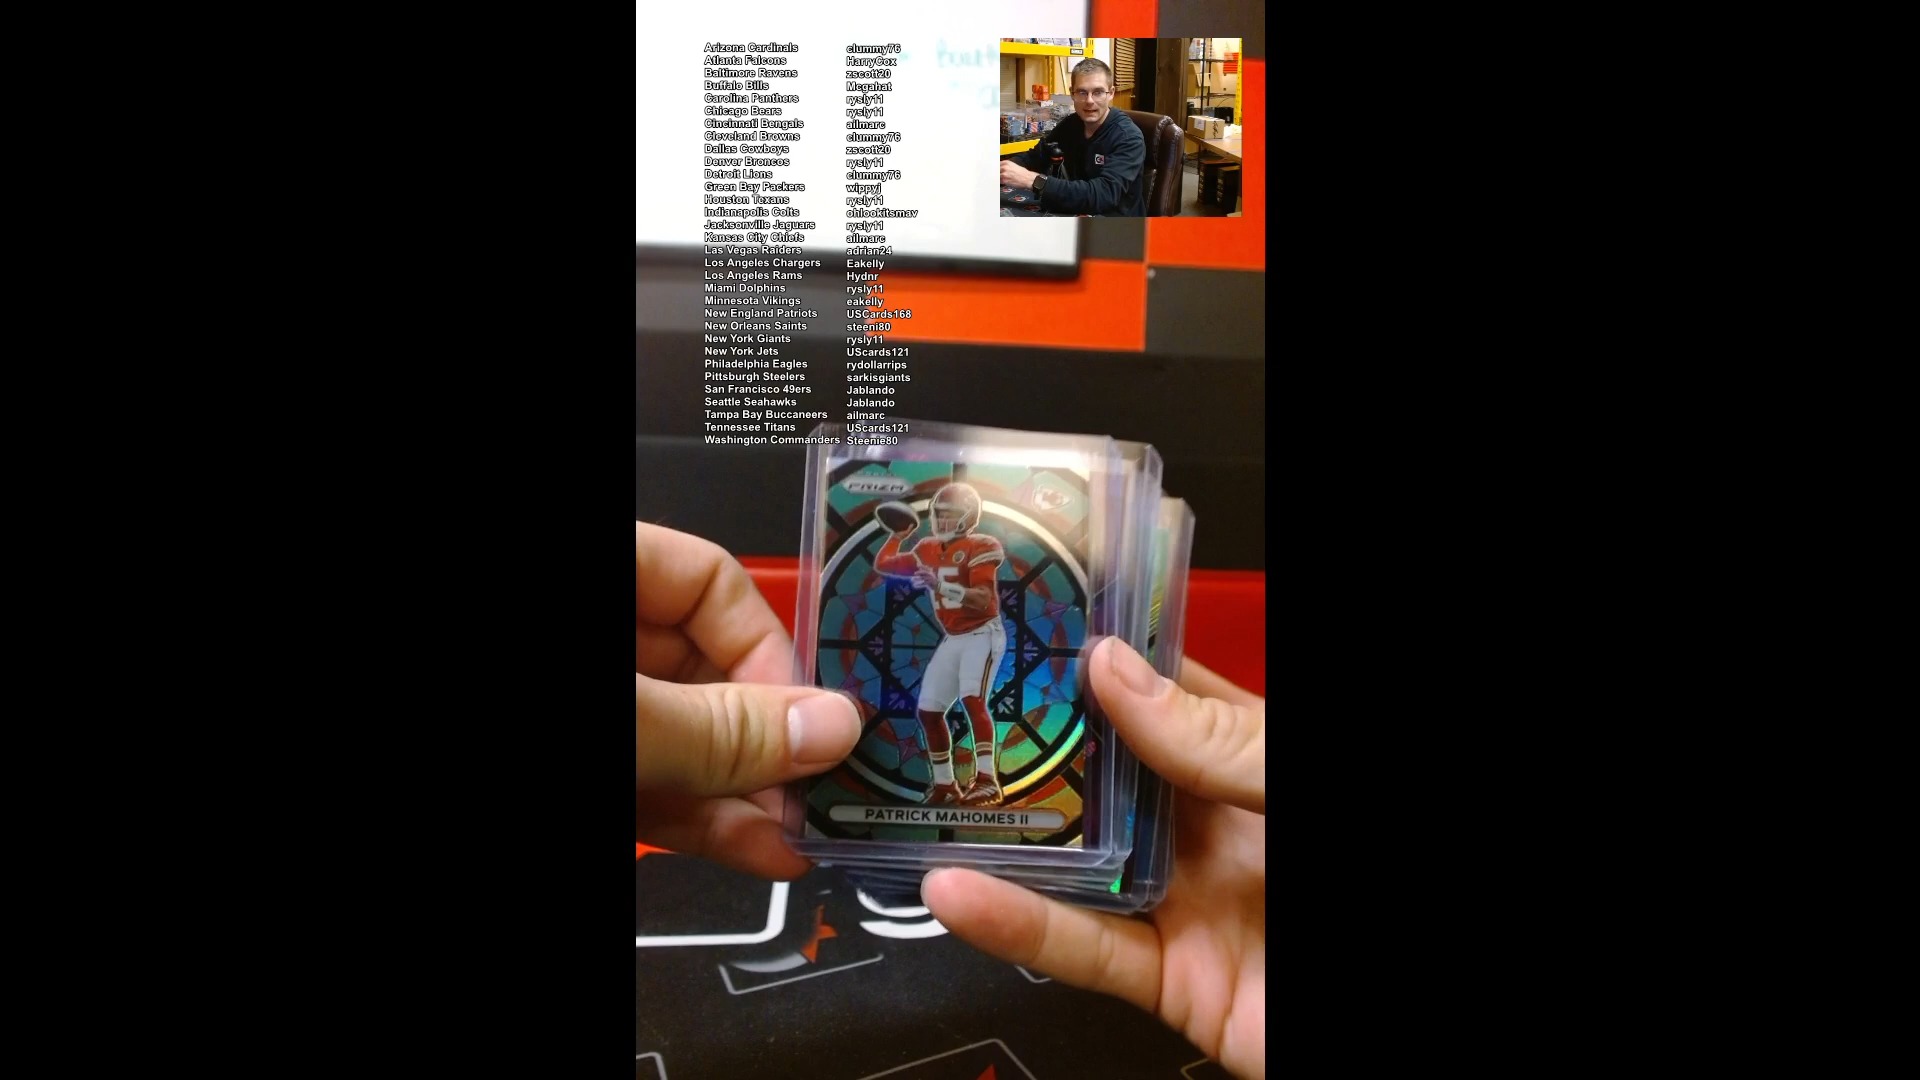 Arizona Cardinals clummy76
Atlanta Falcons HarryCox
Baltimore Ravens zscott20
Buffalo Bills Mcgahat
Carolina Panthers rysly11
Chicago Bears rysly11
Cincinnati Bengals ailmarc
Cleveland Browns clummy76
Dallas Cowboys zscott20
Denver Broncos rysly11
Detroit Lions clummy76
Green Bay Packers wippyj
Houston Texans rysly11
Indianapolis Colts ohlookitsmav
Jacksonville Jaguars rysly11
Kansas City Chiefs ailmarc
Las Vegas Raiders adrian24
Los Angeles Chargers Eakelly
Los Angeles Rams Hydnr
Miami Dolphins rysly11
Minnesota Vikings eakelly
New England Patriots USCards168
New Orleans Saints steeni80
New York Giants rysly11
New York Jets UScards121
Philadelphia Eagles rydollarrips
Pittsburgh Steelers sarkisgiants
San Francisco 49ers Jablando
Seattle Seahawks Jablando
Tampa Bay Buccaneers ailmarc
Tennessee Titans UScards121
Washington Commanders Steenie80
PRIZM
15
PATRICK MAHOMES II